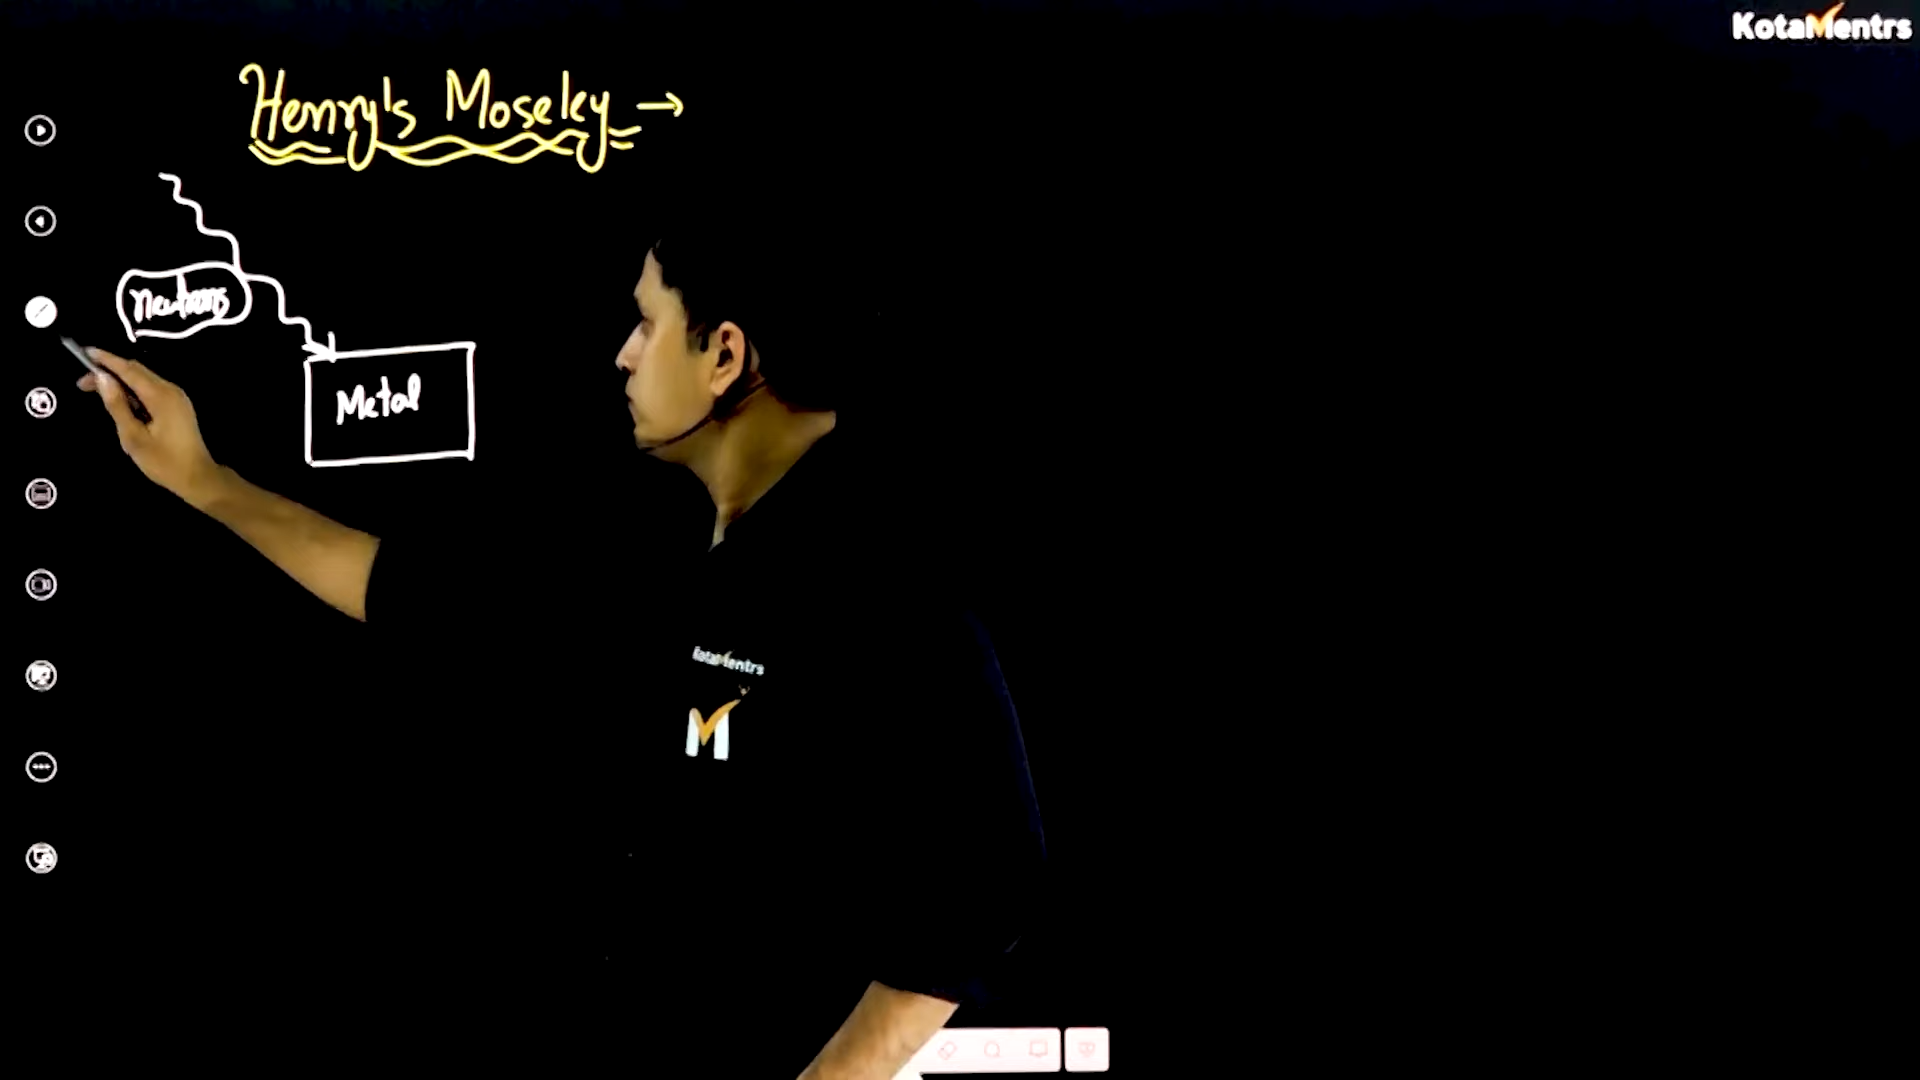 KotaMentrs
Henry's Moseley →
neutrons
Metal
KotaMentrs
M